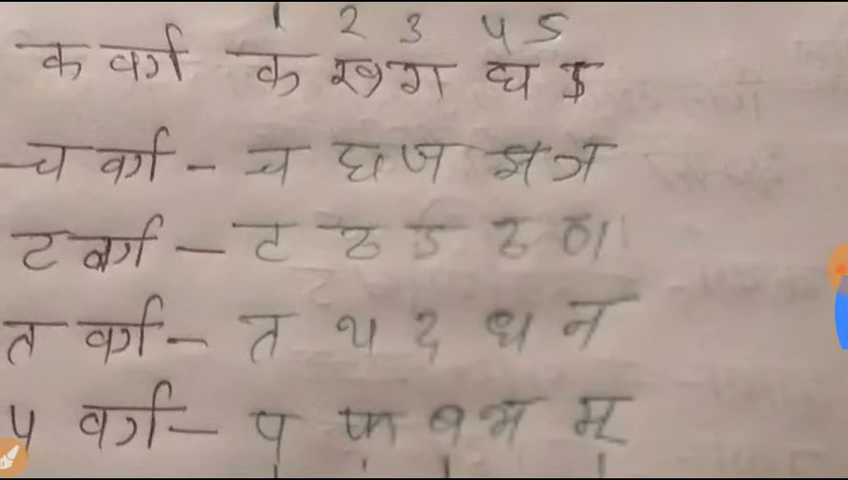 1 2 3 4 5
क वर्ग क ख ग घ ङ
च वर्ग - च छ ज झ ञ
ट वर्ग - ट ठ ड ढ ण
त वर्ग - त थ द ध न
प वर्ग - प फ ब भ म